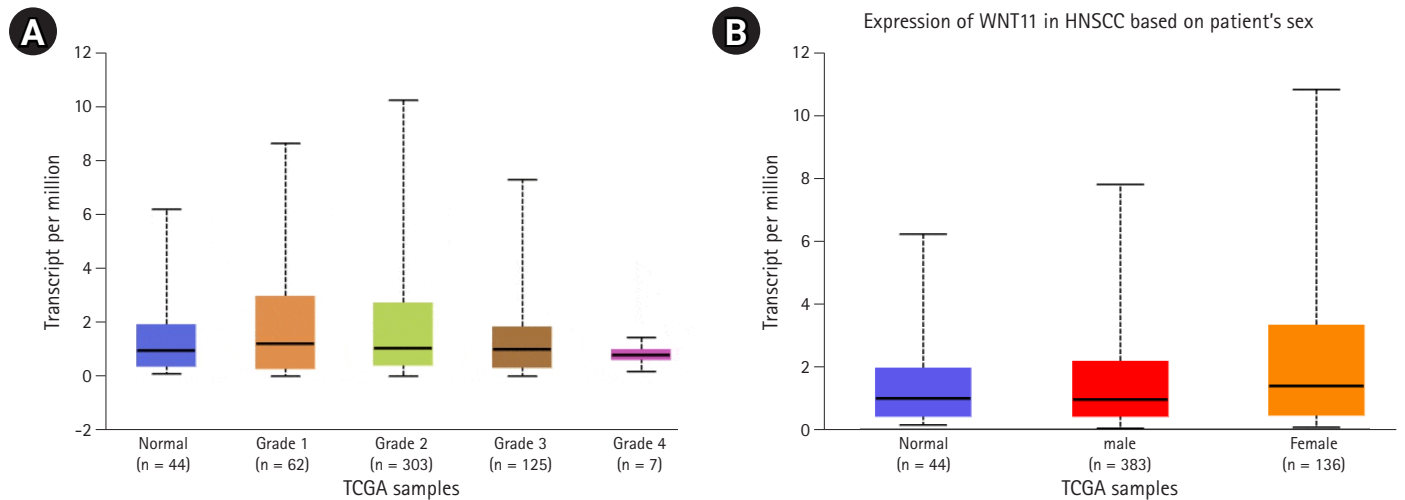 A
12
10
8
6
4
2
0
-2
Transcript per million
Normal
(n = 44)
Grade 1
(n = 62)
Grade 2
(n = 303)
Grade 3
(n = 125)
Grade 4
(n = 7)
TCGA samples
B
Expression of WNT11 in HNSCC based on patient's sex
12
10
8
6
4
2
0
Transcript per million
Normal
(n = 44)
male
(n = 383)
Female
(n = 136)
TCGA samples